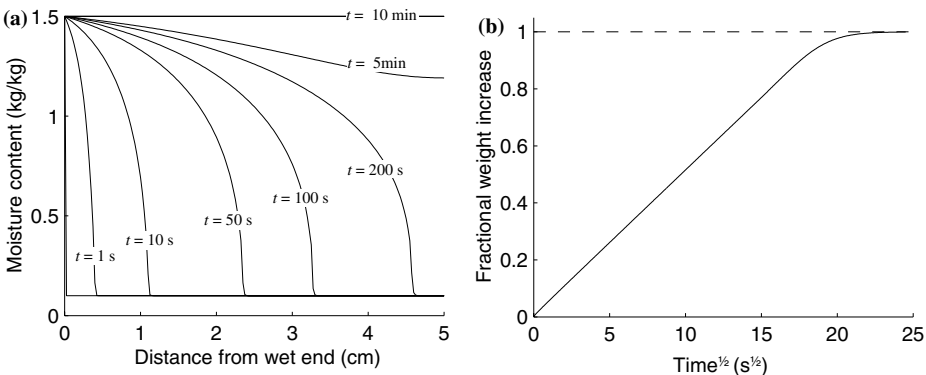 (a)
1.5
1
0.5
0
Moisture content (kg/kg)
t = 10 min
t = 5min
t = 200 s
t = 100 s
t = 50 s
t = 10 s
t = 1 s
0 1 2 3 4 5
Distance from wet end (cm)
(b)
1
0.8
0.6
0.4
0.2
0
Fractional weight increase
0 5 10 15 20 25
Time½ (s½)